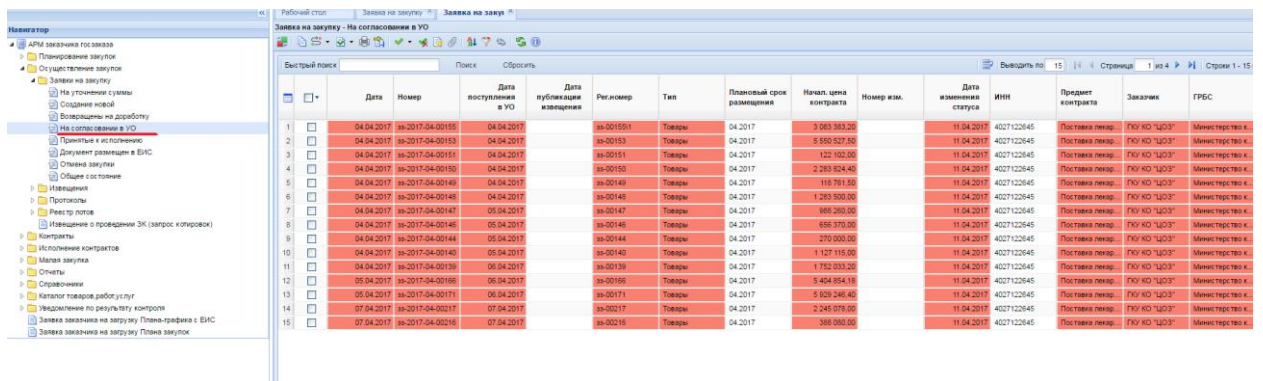 Рабочий стол Заявка на закупку Заявка на закуп
Навигатор
Заявка на закупку - На согласовании в УО
АРМ заказчика госзаказа
Планирование закупок
Осуществление закупок
Заявки на закупку
На уточнении суммы
Создание новой
Возвращены на доработку
На согласовании в УО
Принятые к исполнению
Документ размещен в ЕИС
Отмена закупки
Общее состояние
Извещения
Протоколы
Реестр лотов
Извещение о проведении ЗК (запрос котировок)
Контракты
Исполнение контрактов
Малая закупка
Отчеты
Справочники
Каталог товаров,работ,услуг
Уведомление по результату контроля
Заявка заказчика на загрузку Плана-графика с ЕИС
Заявка заказчика на загрузку Плана закупок
Быстрый поиск Поиск Сбросить Выводить по 15 Страница 1 из 4 Строки 1 - 15
Дата Номер Дата поступления в УО Дата публикации извещения Рег.номер Тип Плановый срок размещения Начал. цена контракта Номер изм. Дата изменения статуса ИНН Предмет контракта Заказчик ГРБС
1 04.04.2017 зз-2017-04-00155 04.04.2017 зз-00155\1 Товары 04.2017 3 083 383,20 11.04.2017 4027122645 Поставка лекар... ГКУ КО "ЦОЗ" Министерство к...
2 04.04.2017 зз-2017-04-00153 04.04.2017 зз-00153 Товары 04.2017 5 550 527,50 11.04.2017 4027122645 Поставка лекар... ГКУ КО "ЦОЗ" Министерство к...
3 04.04.2017 зз-2017-04-00151 04.04.2017 зз-00151 Товары 04.2017 122 102,00 11.04.2017 4027122645 Поставка лекар... ГКУ КО "ЦОЗ" Министерство к...
4 04.04.2017 зз-2017-04-00150 04.04.2017 зз-00150 Товары 04.2017 2 283 824,40 11.04.2017 4027122645 Поставка лекар... ГКУ КО "ЦОЗ" Министерство к...
5 04.04.2017 зз-2017-04-00149 04.04.2017 зз-00149 Товары 04.2017 116 761,50 11.04.2017 4027122645 Поставка лекар... ГКУ КО "ЦОЗ" Министерство к...
6 04.04.2017 зз-2017-04-00148 04.04.2017 зз-00148 Товары 04.2017 1 263 500,00 11.04.2017 4027122645 Поставка лекар... ГКУ КО "ЦОЗ" Министерство к...
7 04.04.2017 зз-2017-04-00147 05.04.2017 зз-00147 Товары 04.2017 986 260,00 11.04.2017 4027122645 Поставка лекар... ГКУ КО "ЦОЗ" Министерство к...
8 04.04.2017 зз-2017-04-00146 05.04.2017 зз-00146 Товары 04.2017 656 370,00 11.04.2017 4027122645 Поставка лекар... ГКУ КО "ЦОЗ" Министерство к...
9 04.04.2017 зз-2017-04-00144 05.04.2017 зз-00144 Товары 04.2017 270 000,00 11.04.2017 4027122645 Поставка лекар... ГКУ КО "ЦОЗ" Министерство к...
10 04.04.2017 зз-2017-04-00140 05.04.2017 зз-00140 Товары 04.2017 1 127 115,00 11.04.2017 4027122645 Поставка лекар... ГКУ КО "ЦОЗ" Министерство к...
11 04.04.2017 зз-2017-04-00139 06.04.2017 зз-00139 Товары 04.2017 1 752 033,20 11.04.2017 4027122645 Поставка лекар... ГКУ КО "ЦОЗ" Министерство к...
12 05.04.2017 зз-2017-04-00166 06.04.2017 зз-00166 Товары 04.2017 5 404 854,18 11.04.2017 4027122645 Поставка лекар... ГКУ КО "ЦОЗ" Министерство к...
13 05.04.2017 зз-2017-04-00171 06.04.2017 зз-00171 Товары 04.2017 5 929 246,40 11.04.2017 4027122645 Поставка лекар... ГКУ КО "ЦОЗ" Министерство к...
14 07.04.2017 зз-2017-04-00217 07.04.2017 зз-00217 Товары 04.2017 2 245 078,00 11.04.2017 4027122645 Поставка лекар... ГКУ КО "ЦОЗ" Министерство к...
15 07.04.2017 зз-2017-04-00216 07.04.2017 зз-00216 Товары 04.2017 366 060,00 11.04.2017 4027122645 Поставка лекар... ГКУ КО "ЦОЗ" Министерство к...